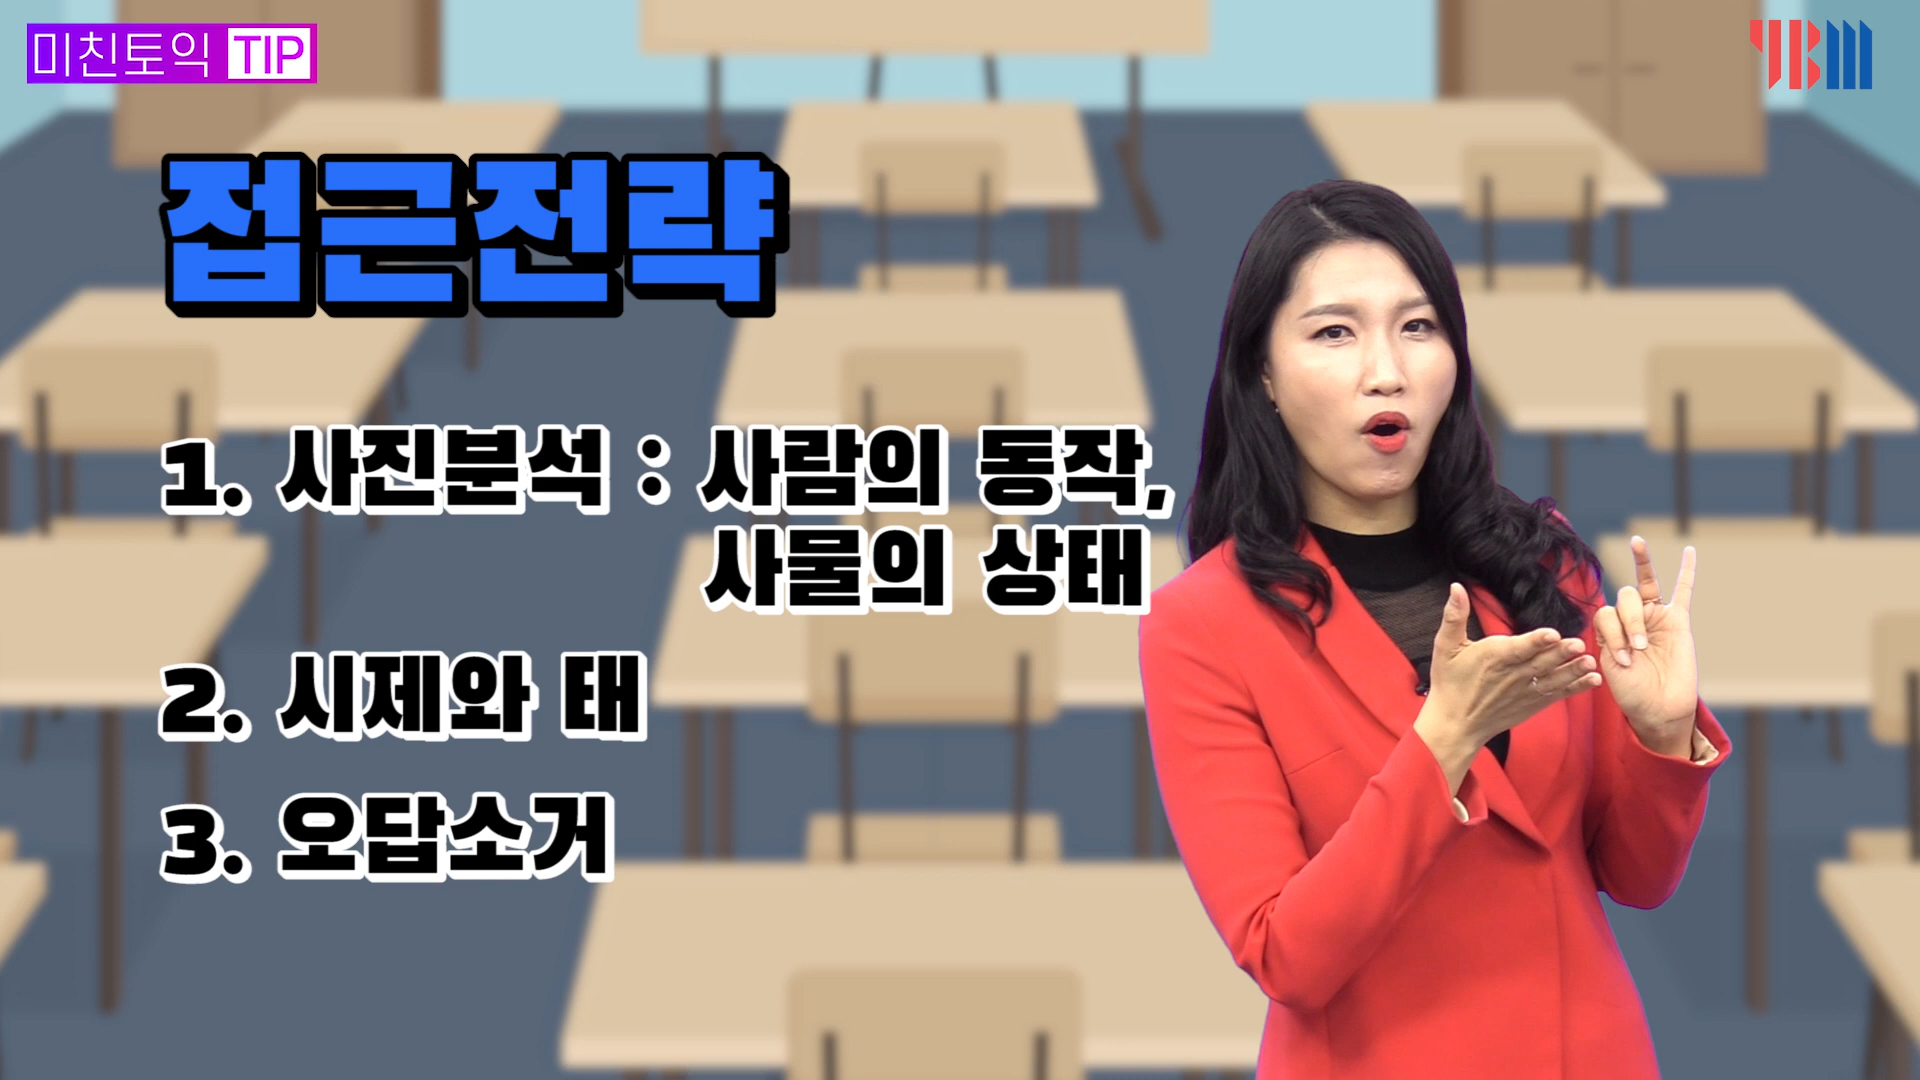 미친토익 TIP
YBM
접근전략
1. 사진분석 : 사람의 동작,
사물의 상태
2. 시제와 태
3. 오답소거